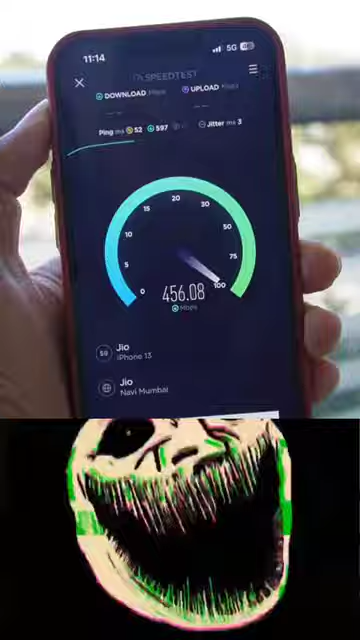 11:14
5G
SPEEDTEST
DOWNLOAD Mbps UPLOAD Mbps
Ping ms 52 597 Jitter ms 3
0
5
10
15
20
30
50
75
100
456.08
Mbps
Jio
iPhone 13
Jio
Navi Mumbai